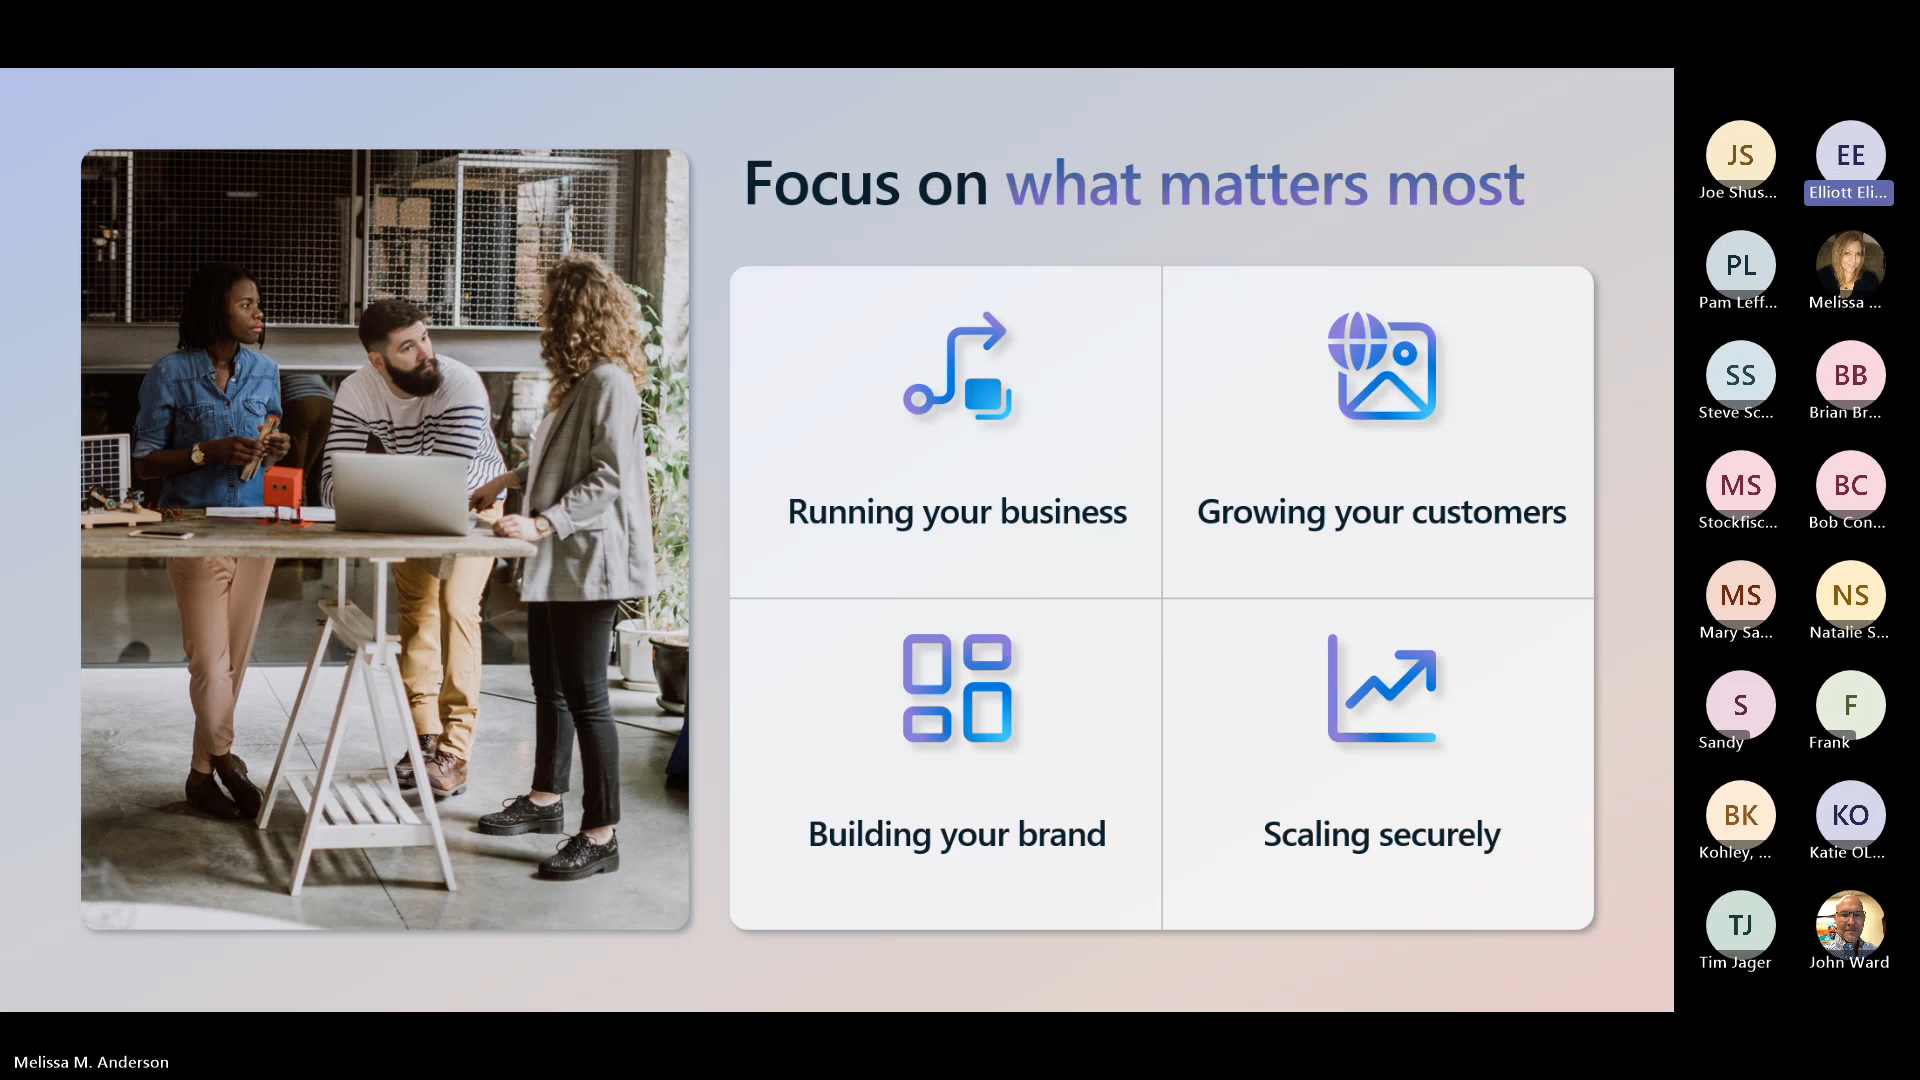 Focus on what matters most
Running your business
Growing your customers
Building your brand
Scaling securely
JS
Joe Shus...
EE
Elliott Eli...
PL
Pam Leff...
Melissa ...
SS
Steve Sc...
BB
Brian Br...
MS
Stockfisc...
BC
Bob Con...
MS
Mary Sa...
NS
Natalie S...
S
Sandy
F
Frank
BK
Kohley, ...
KO
Katie OL...
TJ
Tim Jager
John Ward
Melissa M. Anderson